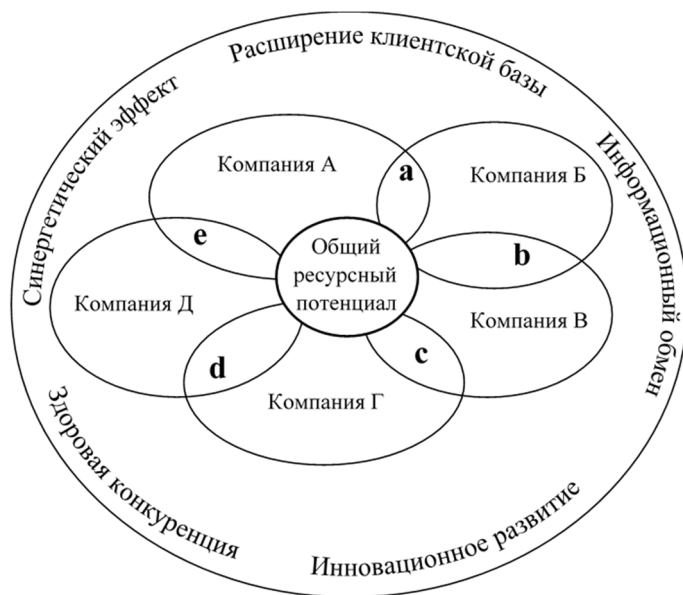 Расширение клиентской базы
Синергетический эффект
Информационный обмен
Компания А
a
Компания Б
e
Общий
ресурсный
потенциал
b
Компания Д
Компания В
d
c
Компания Г
Здоровая конкуренция
Инновационное развитие